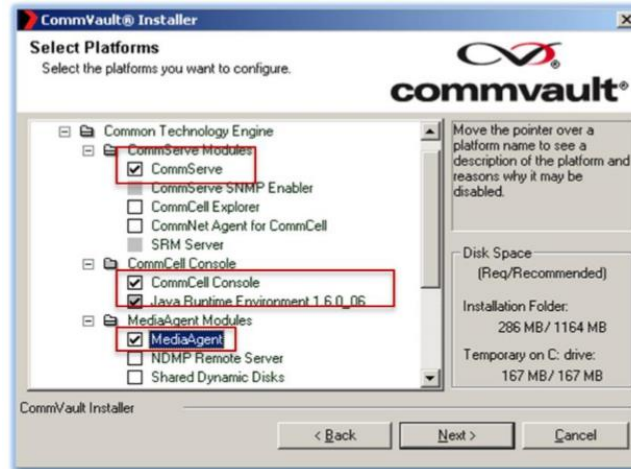 CommVault® Installer
Select Platforms
Select the platforms you want to configure.
commvault®
Common Technology Engine
CommServe Modules
CommServe
CommServe SNMP Enabler
CommCell Explorer
CommNet Agent for CommCell
SRM Server
CommCell Console
CommCell Console
Java Runtime Environment 1.6.0_06
MediaAgent Modules
MediaAgent
NDMP Remote Server
Shared Dynamic Disks
Move the pointer over a
platform name to see a
description of the platform and
reasons why it may be
disabled.
Disk Space
(Req/Recommended)
Installation Folder:
286 MB/ 1164 MB
Temporary on C: drive:
167 MB/ 167 MB
CommVault Installer
< Back
Next >
Cancel